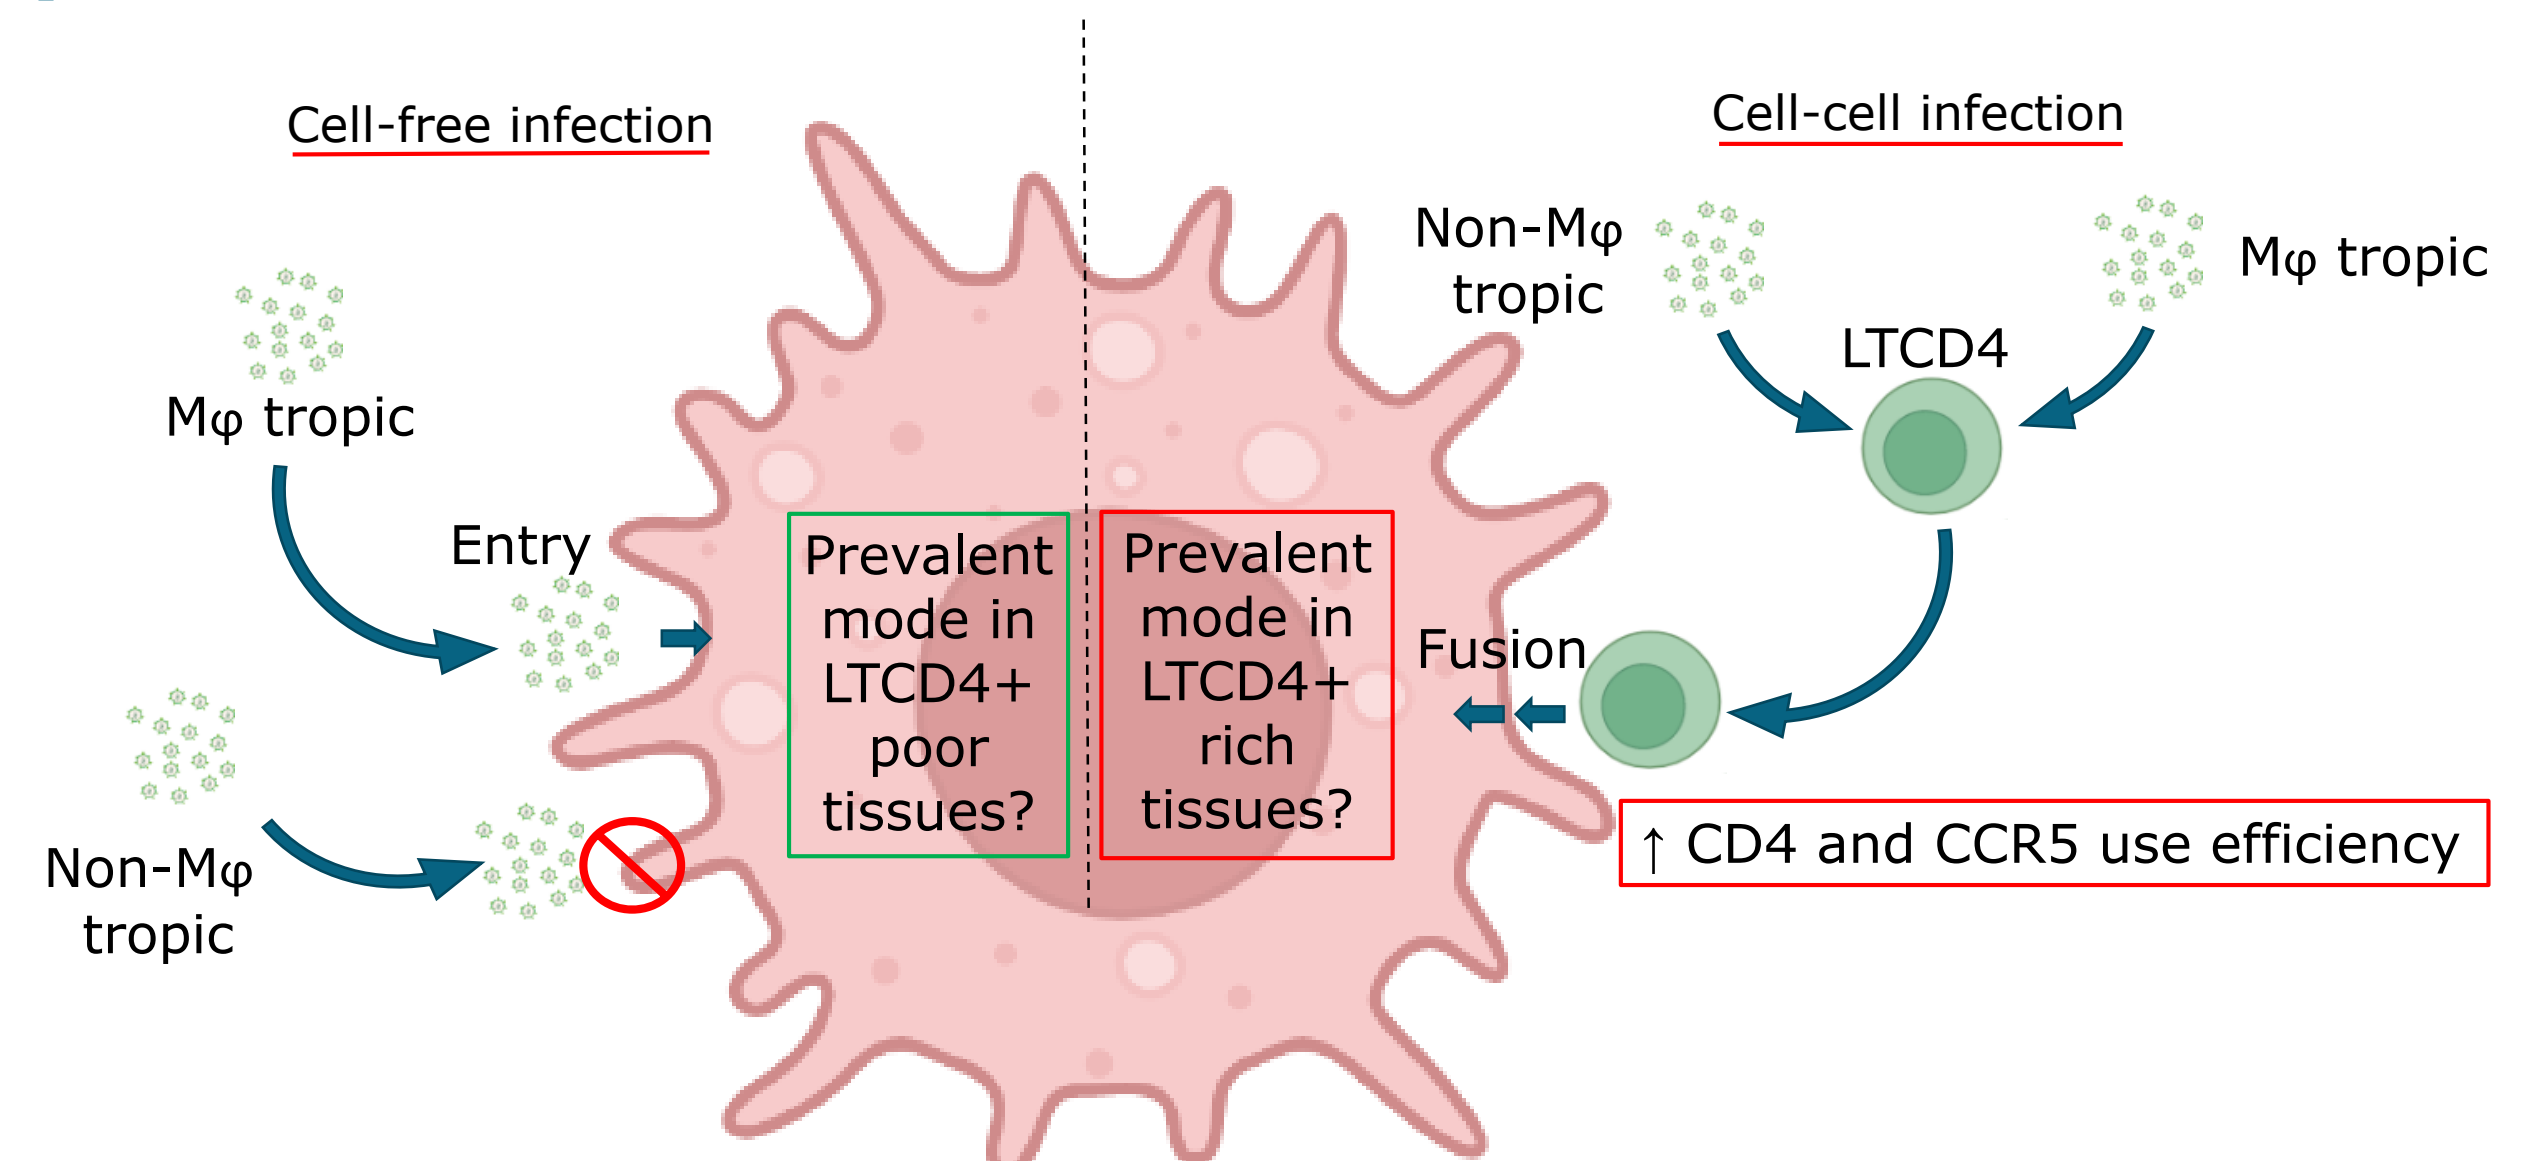 Cell-free infection
Mφ tropic
Entry
Non-Mφ
tropic
Prevalent
mode in
LTCD4+
poor
tissues?
Prevalent
mode in
LTCD4+
rich
tissues?
Cell-cell infection
Non-Mφ
tropic
Mφ tropic
LTCD4
Fusion
↑ CD4 and CCR5 use efficiency